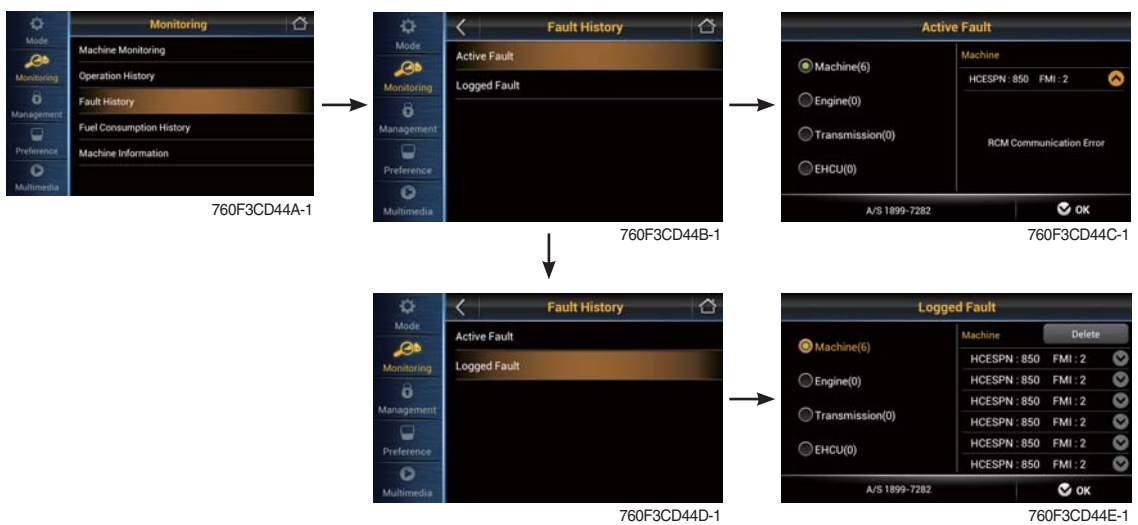 Monitoring
Mode
Monitoring
Management
Preference
Multimedia
Machine Monitoring
Operation History
Fault History
Fuel Consumption History
Machine Information
760F3CD44A-1
Fault History
Mode
Monitoring
Management
Preference
Multimedia
Active Fault
Logged Fault
760F3CD44B-1
Active Fault
Machine(6)
Engine(0)
Transmission(0)
EHCU(0)
Machine
HCESPN : 850 FMI : 2
RCM Communication Error
A/S 1899-7282
OK
760F3CD44C-1
Fault History
Mode
Monitoring
Management
Preference
Multimedia
Active Fault
Logged Fault
760F3CD44D-1
Logged Fault
Machine(6)
Engine(0)
Transmission(0)
EHCU(0)
Machine Delete
HCESPN : 850 FMI : 2
HCESPN : 850 FMI : 2
HCESPN : 850 FMI : 2
HCESPN : 850 FMI : 2
HCESPN : 850 FMI : 2
HCESPN : 850 FMI : 2
A/S 1899-7282
OK
760F3CD44E-1